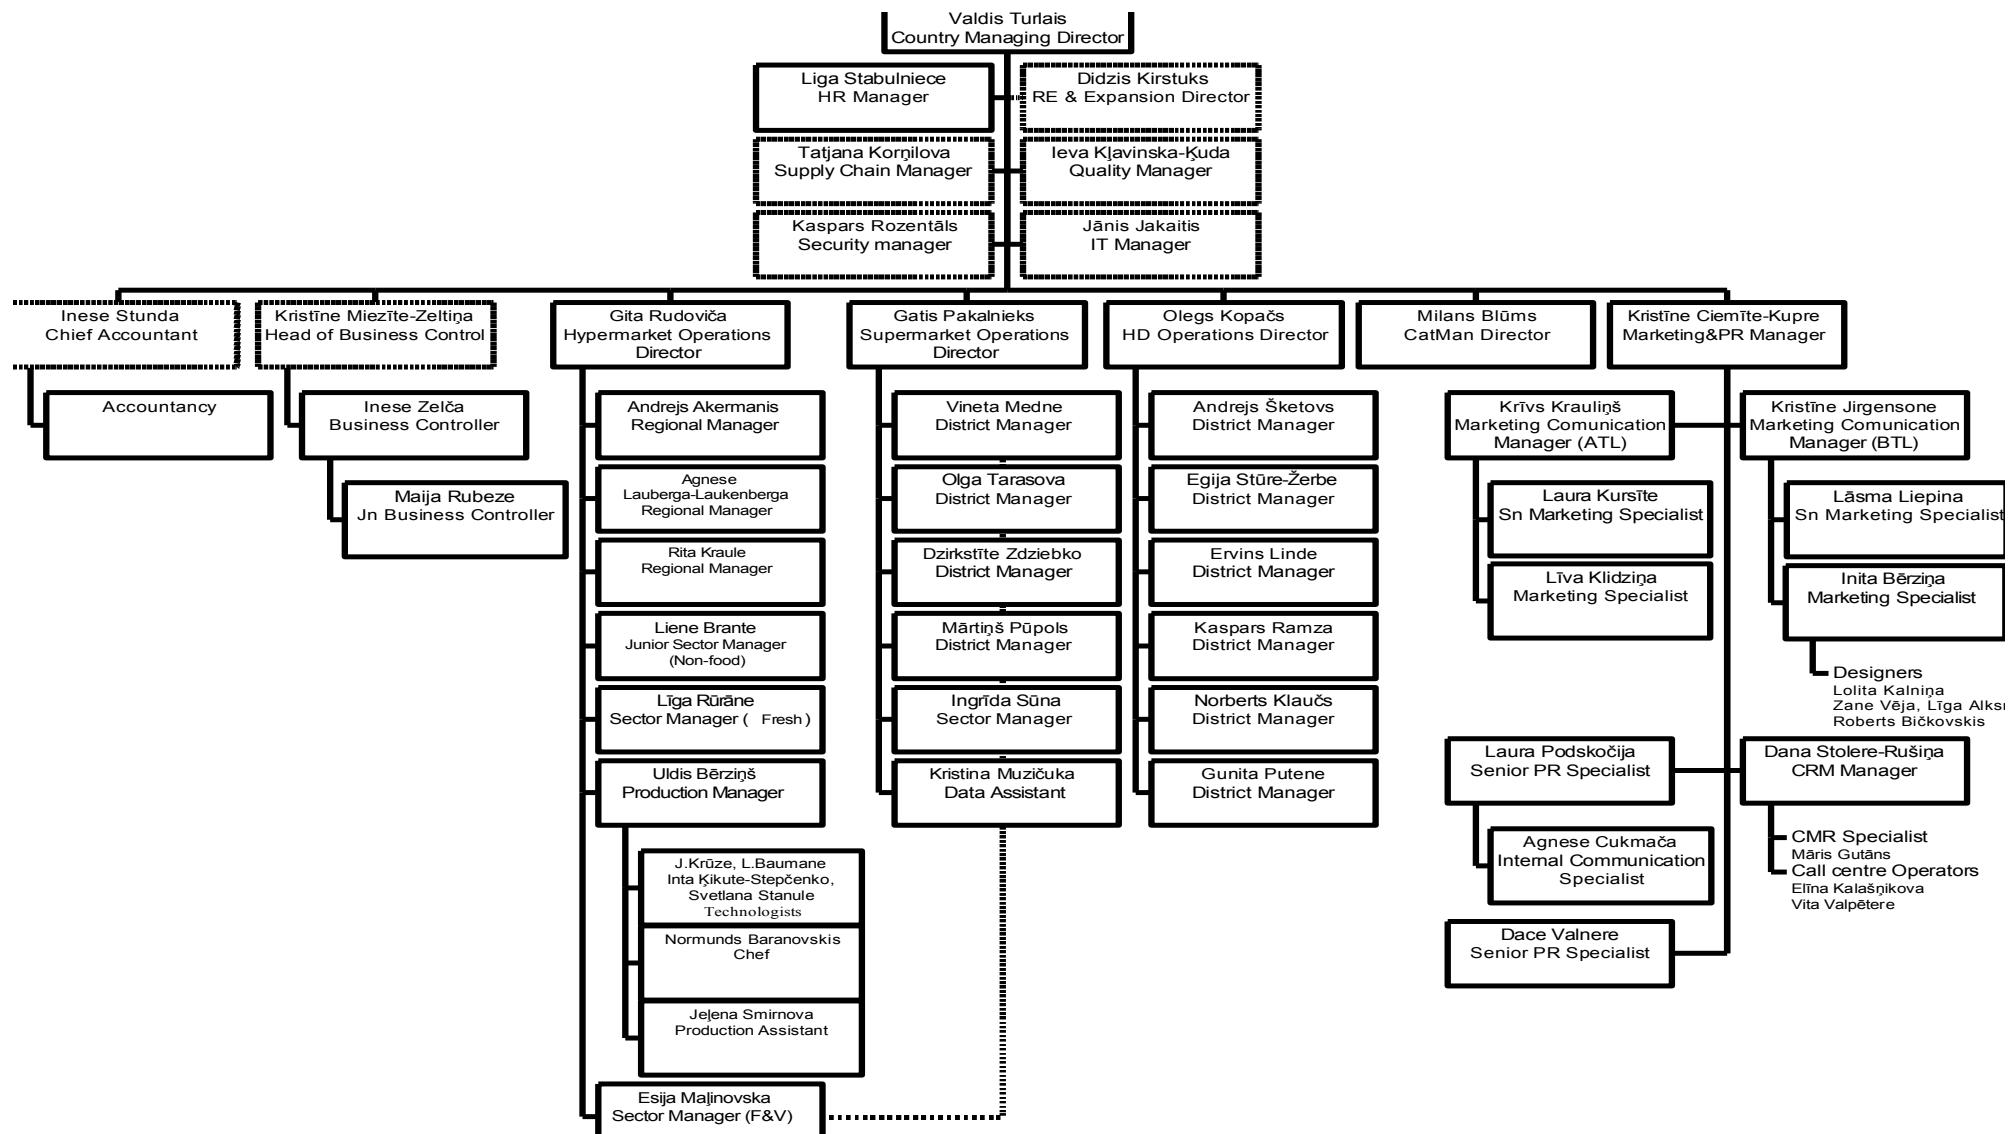 Valdis Turlais
Country Managing Director
Liga Stabulniece
HR Manager
Didzis Kirstuks
RE & Expansion Director
Tatjana Korņilova
Supply Chain Manager
Ieva Kļavinska-Ķuda
Quality Manager
Kaspars Rozentāls
Security manager
Jānis Jakaitis
IT Manager
Inese Stunda
Chief Accountant
Kristīne Miezīte-Zeltiņa
Head of Business Control
Gita Rudoviča
Hypermarket Operations
Director
Gatis Pakalnieks
Supermarket Operations
Director
Olegs Kopačs
HD Operations Director
Milans Blūms
CatMan Director
Kristīne Ciemīte-Kupre
Marketing&PR Manager
Accountancy
Inese Zelča
Business Controller
Maija Rubeze
Jn Business Controller
Andrejs Akermanis
Regional Manager
Agnese
Lauberga-Laukenberga
Regional Manager
Rita Kraule
Regional Manager
Liene Brante
Junior Sector Manager
(Non-food)
Līga Rūrāne
Sector Manager ( Fresh )
Uldis Bērziņš
Production Manager
J.Krūze, L.Baumane
Inta Ķikute-Stepčenko,
Svetlana Stanule
Technologists
Normunds Baranovskis
Chef
Jeļena Smirnova
Production Assistant
Esija Maļinovska
Sector Manager (F&V)
Vineta Medne
District Manager
Olga Tarasova
District Manager
Dzirkstīte Zdziebko
District Manager
Mārtiņš Pūpols
District Manager
Ingrīda Sūna
Sector Manager
Kristina Muzičuka
Data Assistant
Andrejs Šketovs
District Manager
Egija Stūre-Žerbe
District Manager
Ervins Linde
District Manager
Kaspars Ramza
District Manager
Norberts Klaučs
District Manager
Gunita Putene
District Manager
Krīvs Krauliņš
Marketing Comunication
Manager (ATL)
Laura Kursīte
Sn Marketing Specialist
Līva Klidziņa
Marketing Specialist
Kristīne Jirgensone
Marketing Comunication
Manager (BTL)
Lāsma Liepina
Sn Marketing Specialist
Inita Bērziņa
Marketing Specialist
Designers
Lolita Kalniņa
Zane Vēja, Līga
Roberts Bičkovskis
Laura Podskočija
Senior PR Specialist
Agnese Cukmača
Internal Communication
Specialist
Dana Stolere-Rušiņa
CRM Manager
CMR Specialist
Māris Gutāns
Call centre Operators
Elīna Kalašņikova
Vita Valpētere
Dace Valnere
Senior PR Specialist